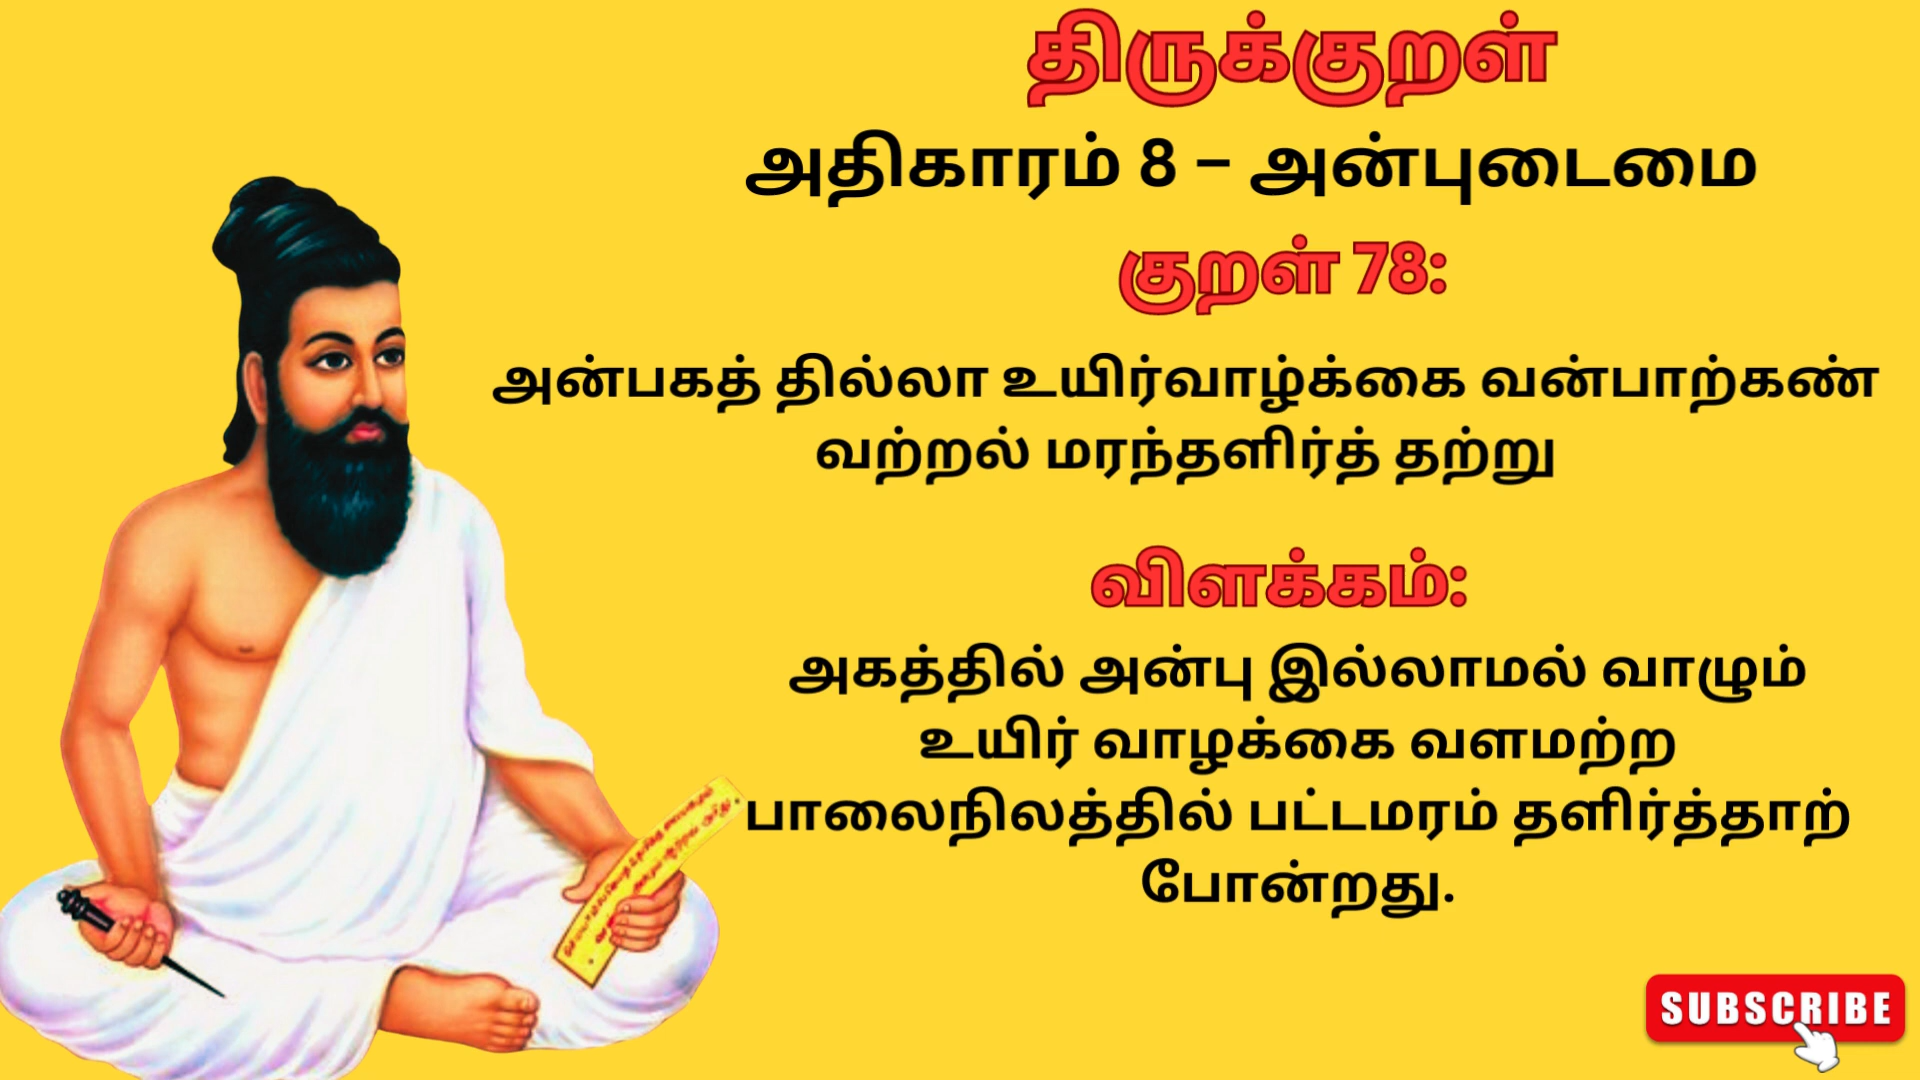 திருக்குறள்
அதிகாரம் 8 – அன்புடைமை
குறள் 78:
அன்பகத் தில்லா உயிர்வாழ்க்கை வன்பாற்கண்
வற்றல் மரந்தளிர்த் தற்று
விளக்கம்:
அகத்தில் அன்பு இல்லாமல் வாழும்
உயிர் வாழக்கை வளமற்ற
பாலைநிலத்தில் பட்டமரம் தளிர்த்தாற்
போன்றது.
SUBSCRIBE